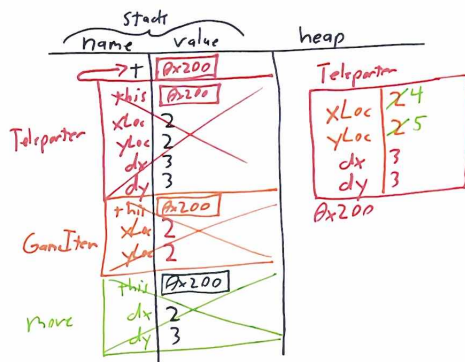 stack
name value heap
t 0x200
Teleporter
this 0x200
xLoc 2
yLoc 2
dx 3
dy 3
GameItem
this 0x200
xLoc 2
yLoc 2
move
this 0x200
dx 2
dy 3
Teleporter
xLoc 2 4
yLoc 2 5
dx 3
dy 3
0x200